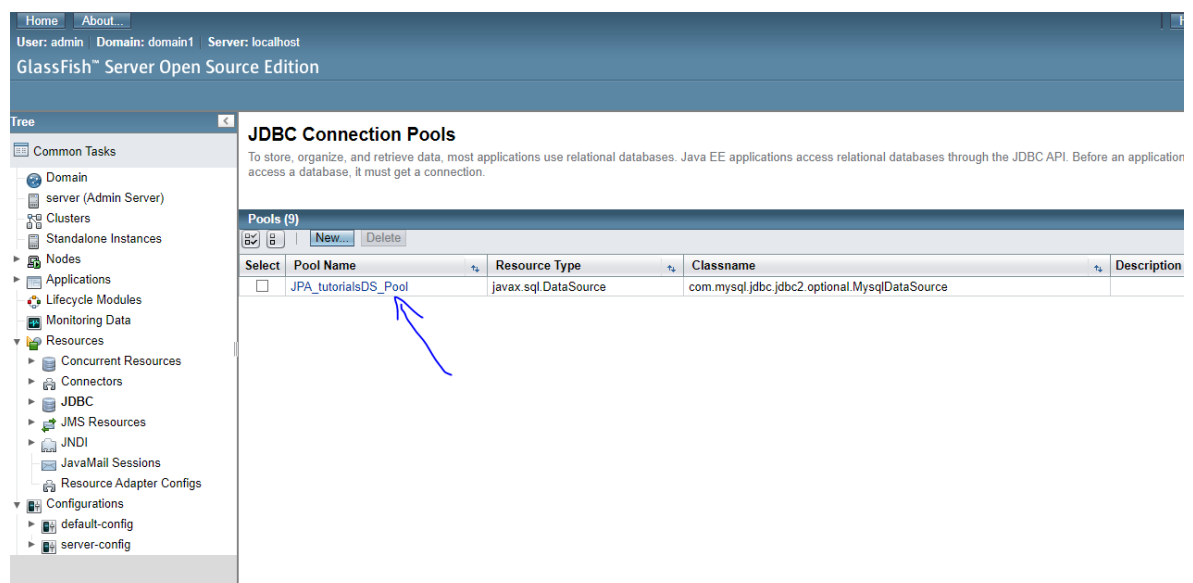 Home About...
User: admin Domain: domain1 Server: localhost
GlassFish™ Server Open Source Edition
Tree
Common Tasks
Domain
server (Admin Server)
Clusters
Standalone Instances
Nodes
Applications
Lifecycle Modules
Monitoring Data
Resources
Concurrent Resources
Connectors
JDBC
JMS Resources
JNDI
JavaMail Sessions
Resource Adapter Configs
Configurations
default-config
server-config
JDBC Connection Pools
To store, organize, and retrieve data, most applications use relational databases. Java EE applications access relational databases through the JDBC API. Before an application
access a database, it must get a connection.
Pools (9)
New... Delete
Select Pool Name Resource Type Classname Description
JPA_tutorialsDS_Pool javax.sql.DataSource com.mysql.jdbc.jdbc2.optional.MysqlDataSource